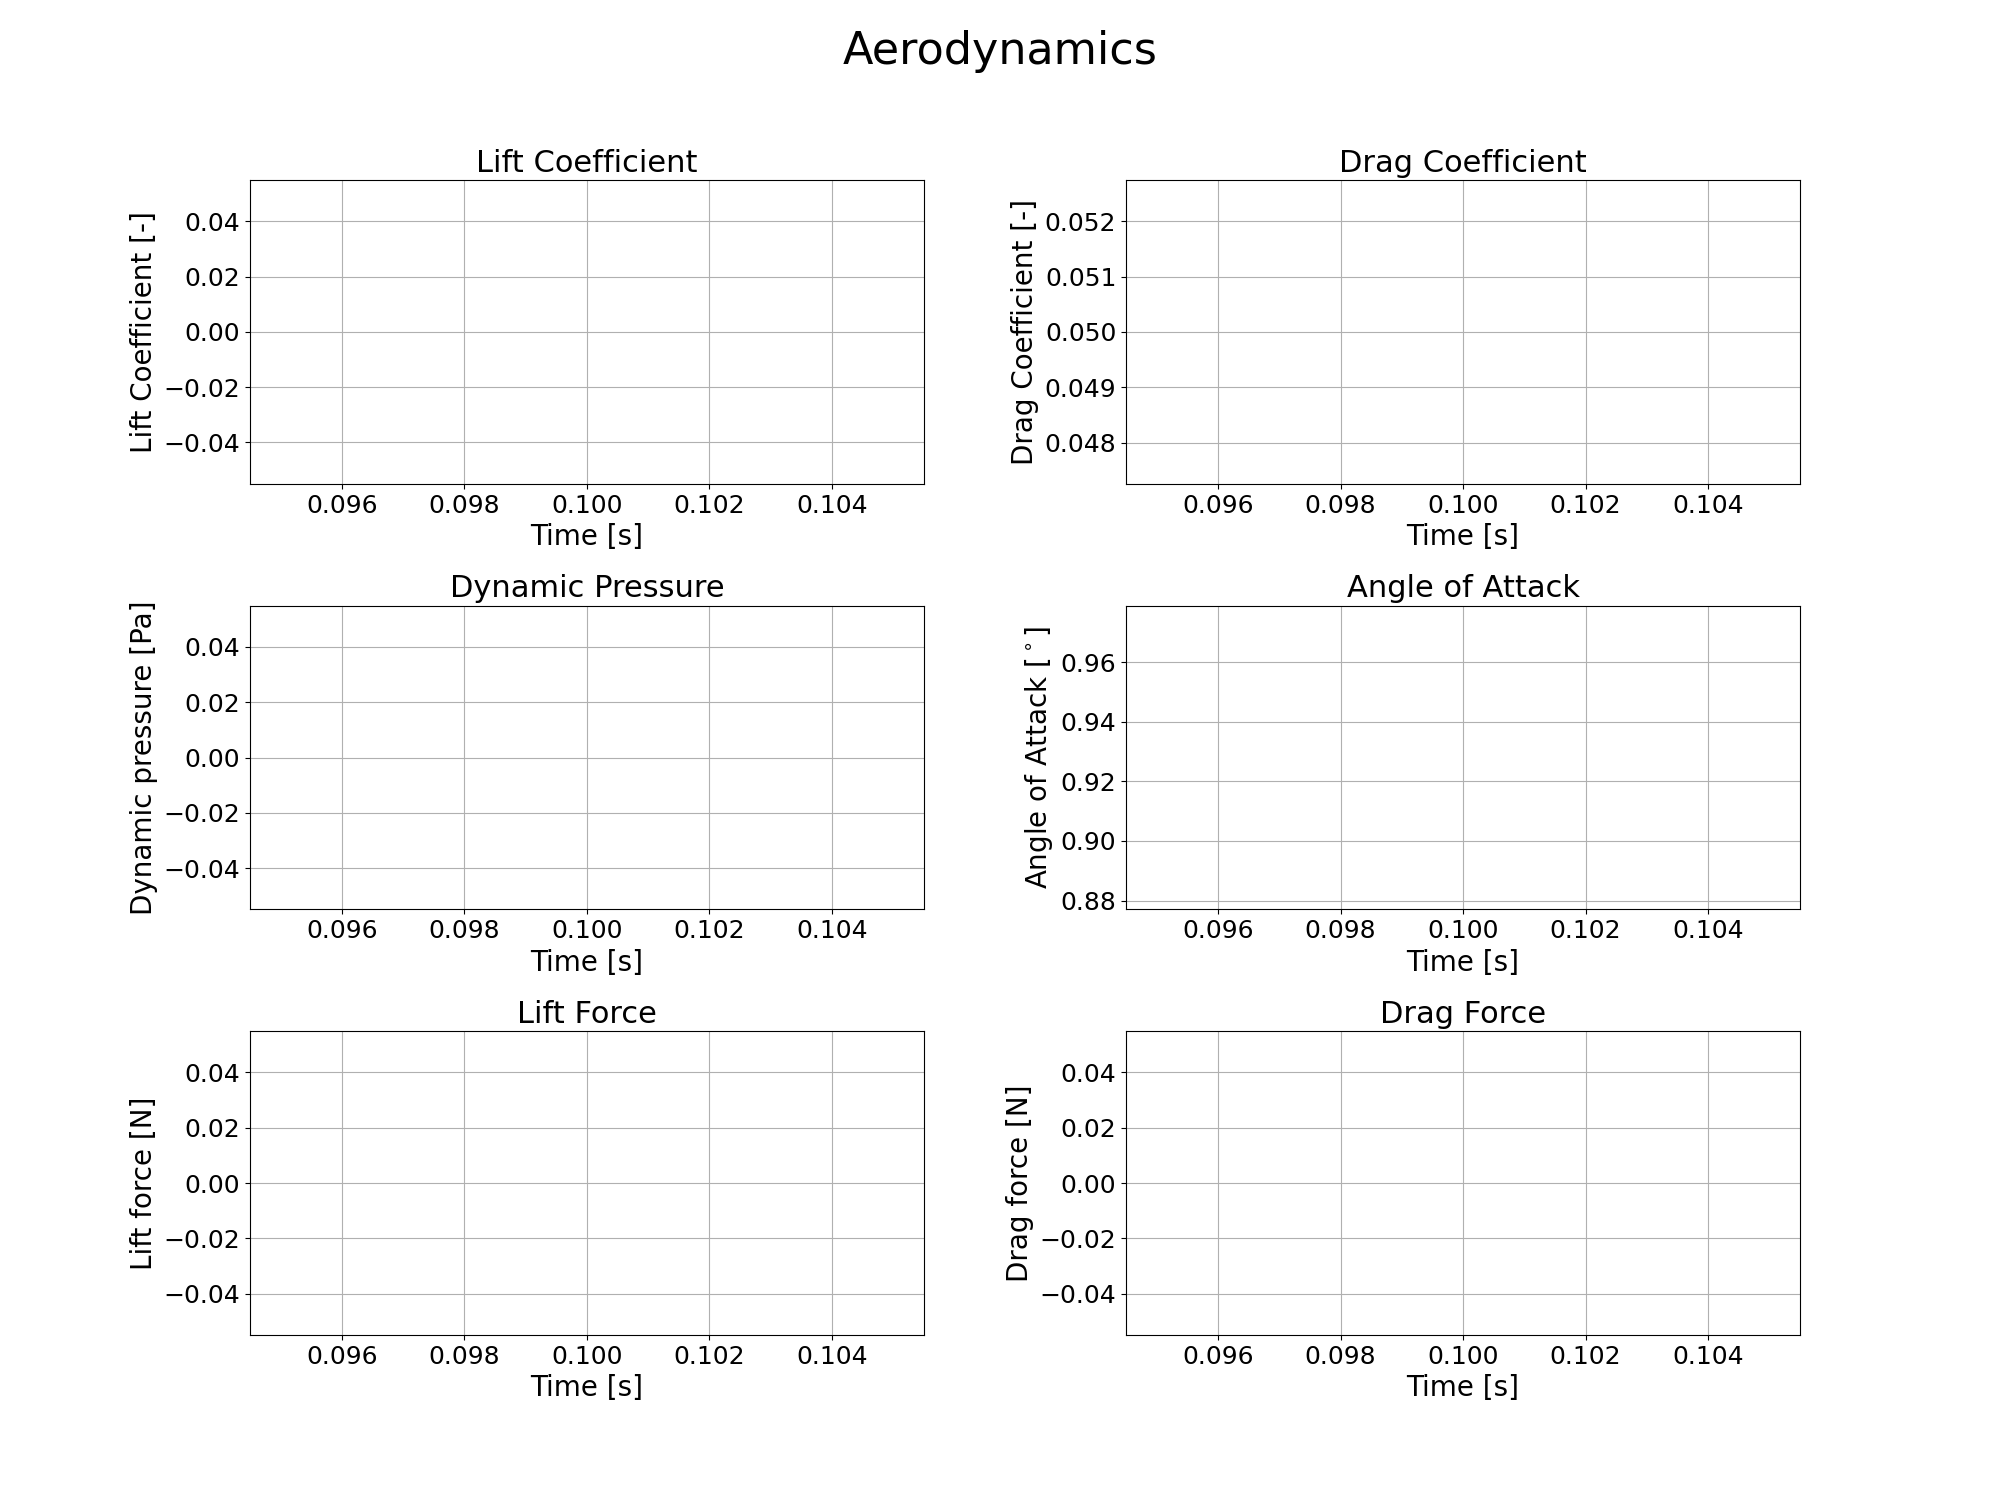 Aerodynamics
Lift Coefficient
Lift Coefficient [-]
0.04
0.02
0.00
−0.02
−0.04
0.096 0.098 0.100 0.102 0.104
Time [s]
Drag Coefficient
Drag Coefficient [-]
0.052
0.051
0.050
0.049
0.048
0.096 0.098 0.100 0.102 0.104
Time [s]
Dynamic Pressure
Dynamic pressure [Pa]
0.04
0.02
0.00
−0.02
−0.04
0.096 0.098 0.100 0.102 0.104
Time [s]
Angle of Attack
Angle of Attack [°]
0.96
0.94
0.92
0.90
0.88
0.096 0.098 0.100 0.102 0.104
Time [s]
Lift Force
Lift force [N]
0.04
0.02
0.00
−0.02
−0.04
0.096 0.098 0.100 0.102 0.104
Time [s]
Drag Force
Drag force [N]
0.04
0.02
0.00
−0.02
−0.04
0.096 0.098 0.100 0.102 0.104
Time [s]